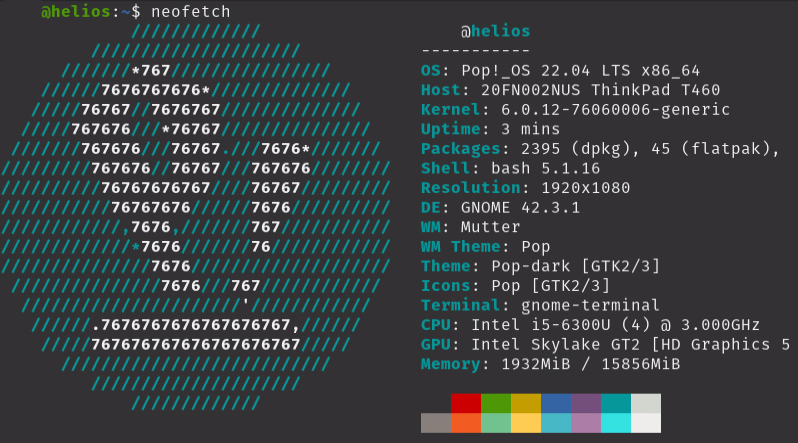 @helios:~$ neofetch
             /////////////
         /////////////////////
      ///////*767////////////////
    //////7676767676*//////////////
   /////76767//7676767//////////////
  /////767676///*76767///////////////
 ///////767676///76767.///7676*///////
/////////767676//76767///767676////////
//////////76767676767////76767/////////
///////////76767676//////7676//////////
////////////,7676,///////767///////////
/////////////*7676///////76////////////
///////////////7676////////////////////
 ///////////////7676///767////////////
  //////////////////////'////////////
   //////.7676767676767676767,//////
    /////767676767676767676767/////
      ///////////////////////////
         /////////////////////
             /////////////
@helios
-----------
OS: Pop!_OS 22.04 LTS x86_64
Host: 20FN002NUS ThinkPad T460
Kernel: 6.0.12-76060006-generic
Uptime: 3 mins
Packages: 2395 (dpkg), 45 (flatpak),
Shell: bash 5.1.16
Resolution: 1920x1080
DE: GNOME 42.3.1
WM: Mutter
WM Theme: Pop
Theme: Pop-dark [GTK2/3]
Icons: Pop [GTK2/3]
Terminal: gnome-terminal
CPU: Intel i5-6300U (4) @ 3.000GHz
GPU: Intel Skylake GT2 [HD Graphics 5
Memory: 1932MiB / 15856MiB